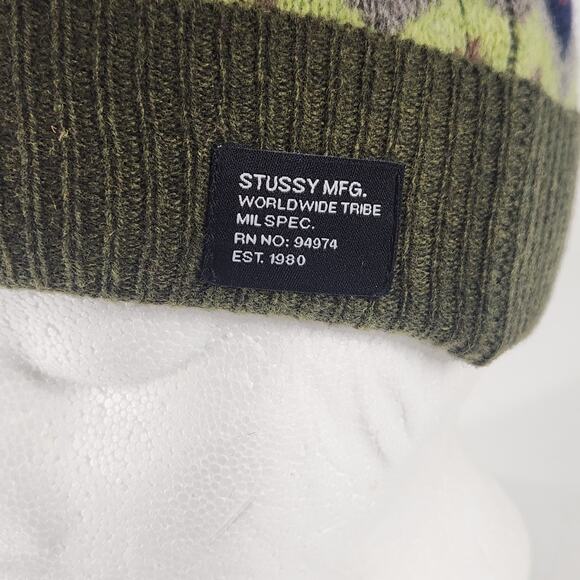 STUSSY MFG.
WORLDWIDE TRIBE
MIL SPEC.
RN NO: 94974
EST. 1980